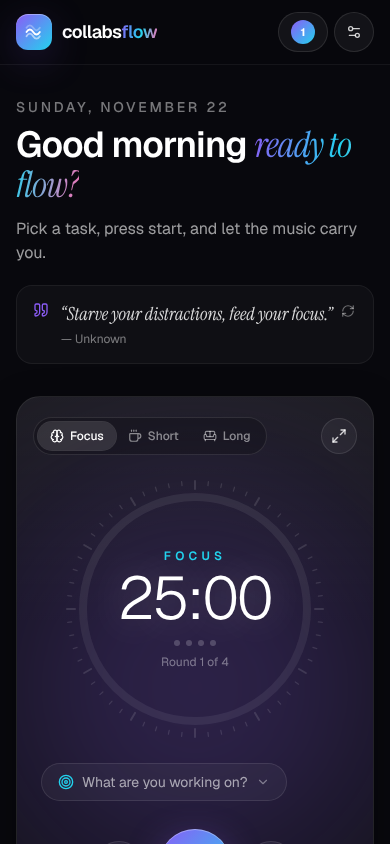 collabsflow
1
SUNDAY, NOVEMBER 22
Good morning ready to
flow?
Pick a task, press start, and let the music carry
you.
“Starve your distractions, feed your focus.”
— Unknown
Focus
Short
Long
FOCUS
25:00
Round 1 of 4
What are you working on?